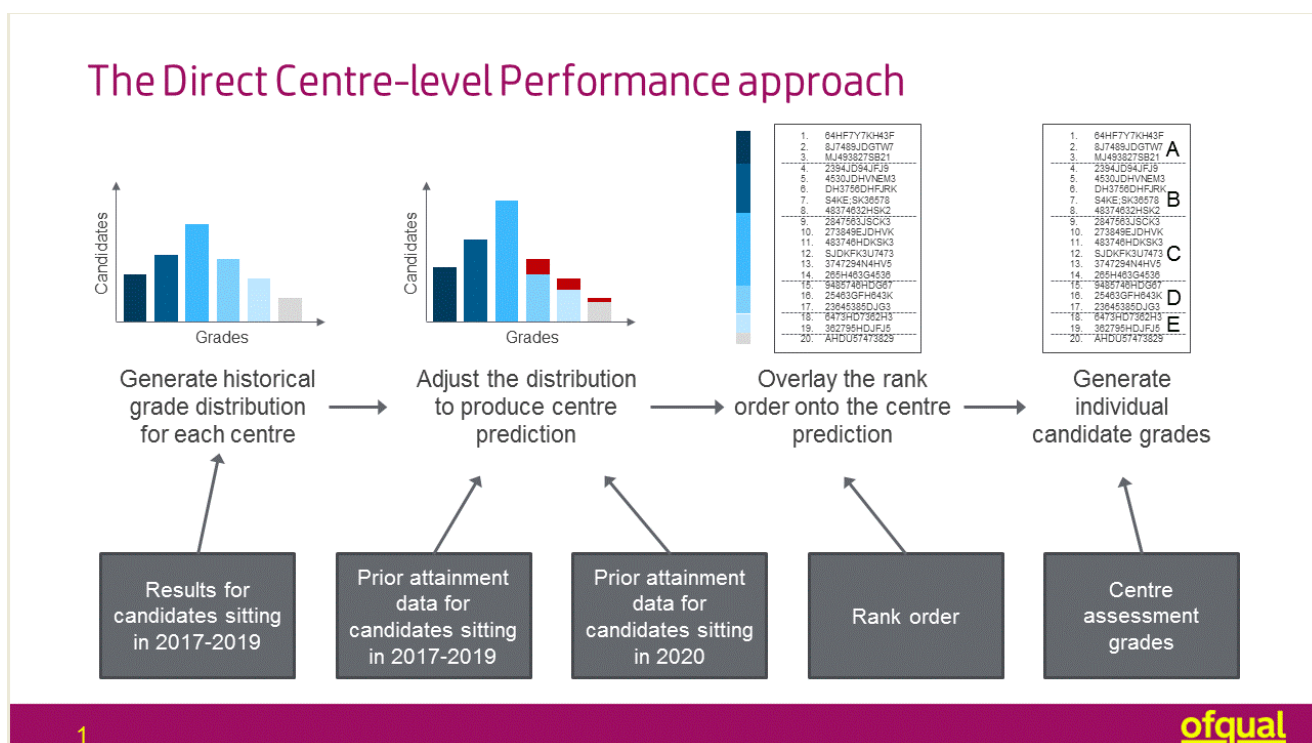 The Direct Centre-level Performance approach
Candidates
Grades
Candidates
Grades
1. 64HF7Y7KH43F
2. 8J7489JDGTW7
3. MJ493827SB21
4. 2394JD94JFJ9
5. 4530JDHVNEM3
6. DH3756DHFJRK
7. S4KE;SK36578
8. 48374632HSK2
9. 2847563JSCK3
10. 273849EJDHVK
11. 483746HDKSK3
12. SJDKFK3U7473
13. 3747294N4HV5
14. 265H463G4536
15. 9485746HDG67
16. 25463GFH643K
17. 23645385DJG3
18. 6473HD7362H3
19. 362795HDJFJ5
20. AHDU57473829
1. 64HF7Y7KH43F
2. 8J7489JDGTW7 A
3. MJ493827SB21
4. 2394JD94JFJ9
5. 4530JDHVNEM3
6. DH3756DHFJRK
7. S4KE;SK36578 B
8. 48374632HSK2
9. 2847563JSCK3
10. 273849EJDHVK
11. 483746HDKSK3
12. SJDKFK3U7473 C
13. 3747294N4HV5
14. 265H463G4536
15. 9485746HDG67
16. 25463GFH643K D
17. 23645385DJG3
18. 6473HD7362H3
19. 362795HDJFJ5 E
20. AHDU57473829
Generate historical
grade distribution
for each centre
Adjust the distribution
to produce centre
prediction
Overlay the rank
order onto the centre
prediction
Generate
individual
candidate grades
Results for
candidates sitting
in 2017-2019
Prior attainment
data for
candidates sitting
in 2017-2019
Prior attainment
data for
candidates sitting
in 2020
Rank order
Centre
assessment
grades
1
ofqual